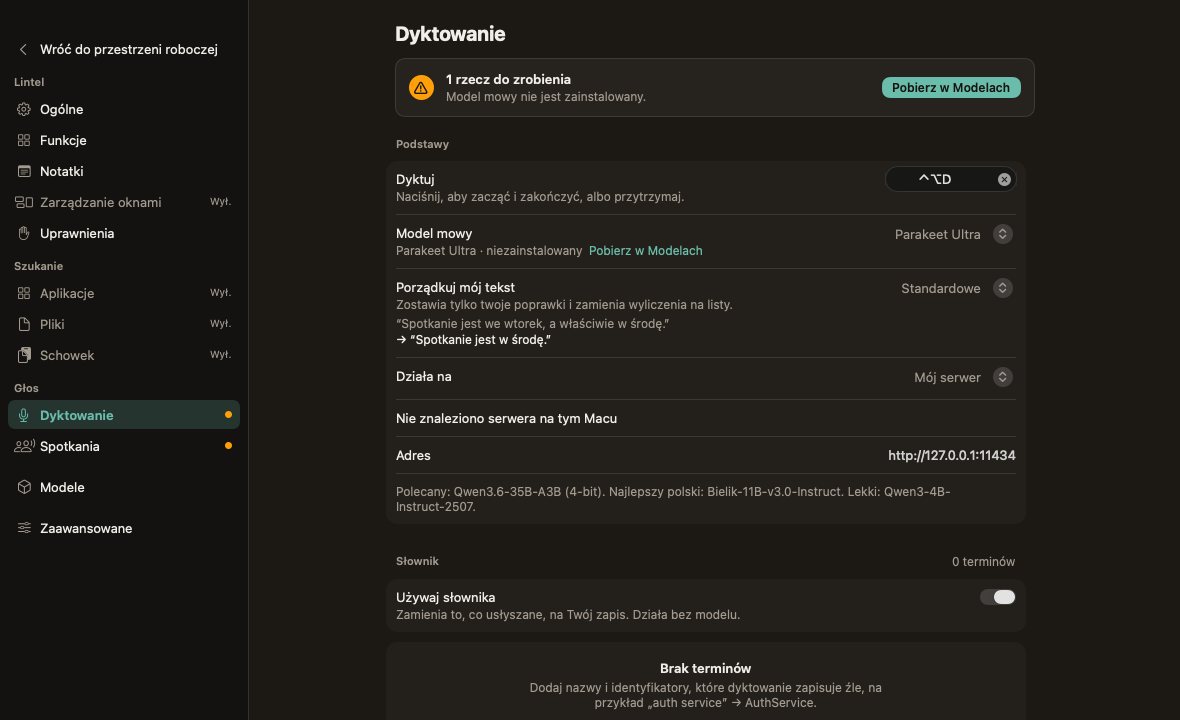 Wróć do przestrzeni roboczej
Lintel
Ogólne
Funkcje
Notatki
Zarządzanie oknami Wył.
Uprawnienia
Szukanie
Aplikacje Wył.
Pliki Wył.
Schowek Wył.
Głos
Dyktowanie
Spotkania
Modele
Zaawansowane
Dyktowanie
1 rzecz do zrobienia
Model mowy nie jest zainstalowany.
Pobierz w Modelach
Podstawy
Dyktuj
Naciśnij, aby zacząć i zakończyć, albo przytrzymaj.
^⌥D
Model mowy
Parakeet Ultra · niezainstalowany Pobierz w Modelach
Parakeet Ultra
Porządkuj mój tekst
Zostawia tylko twoje poprawki i zamienia wyliczenia na listy.
“Spotkanie jest we wtorek, a właściwie w środę.”
→ “Spotkanie jest w środę.”
Standardowe
Działa na Mój serwer
Nie znaleziono serwera na tym Macu
Adres http://127.0.0.1:11434
Polecany: Qwen3.6-35B-A3B (4-bit). Najlepszy polski: Bielik-11B-v3.0-Instruct. Lekki: Qwen3-4B-
Instruct-2507.
Słownik 0 terminów
Używaj słownika
Zamienia to, co usłyszane, na Twój zapis. Działa bez modelu.
Brak terminów
Dodaj nazwy i identyfikatory, które dyktowanie zapisuje źle, na
przykład „auth service” → AuthService.